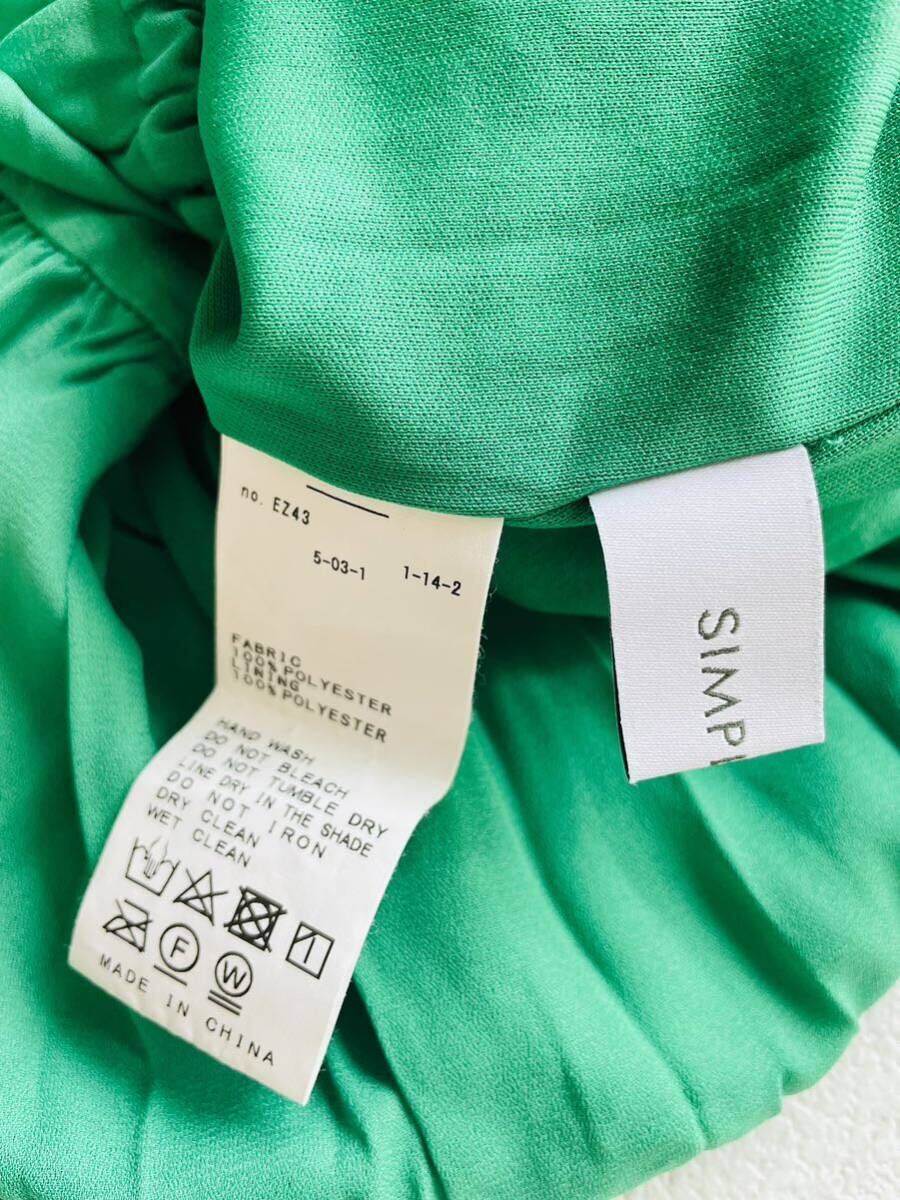 no. EZ43
5-03-1 1-14-2
FABRIC
100%POLYESTER
LINING
100%POLYESTER
HAND WASH
DO NOT BLEACH
DO NOT TUMBLE DRY
LINE DRY IN THE SHADE
DO NOT IRON
DRY CLEAN
WET CLEAN
F
W
MADE IN CHINA
SIMP